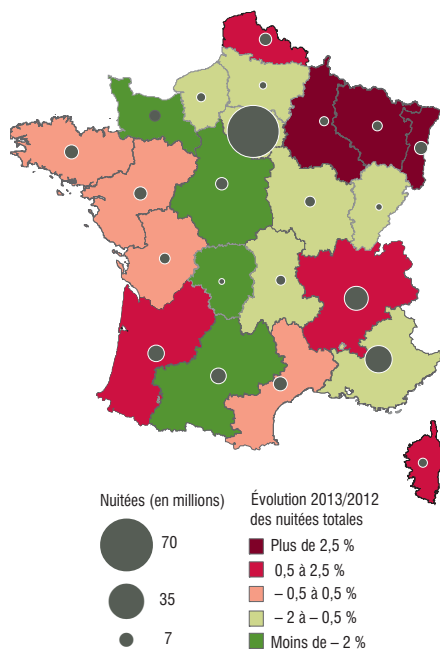 Nuitées (en millions)
70
35
7
Évolution 2013/2012
des nuitées totales
Plus de 2,5 %
0,5 à 2,5 %
– 0,5 à 0,5 %
– 2 à – 0,5 %
Moins de – 2 %